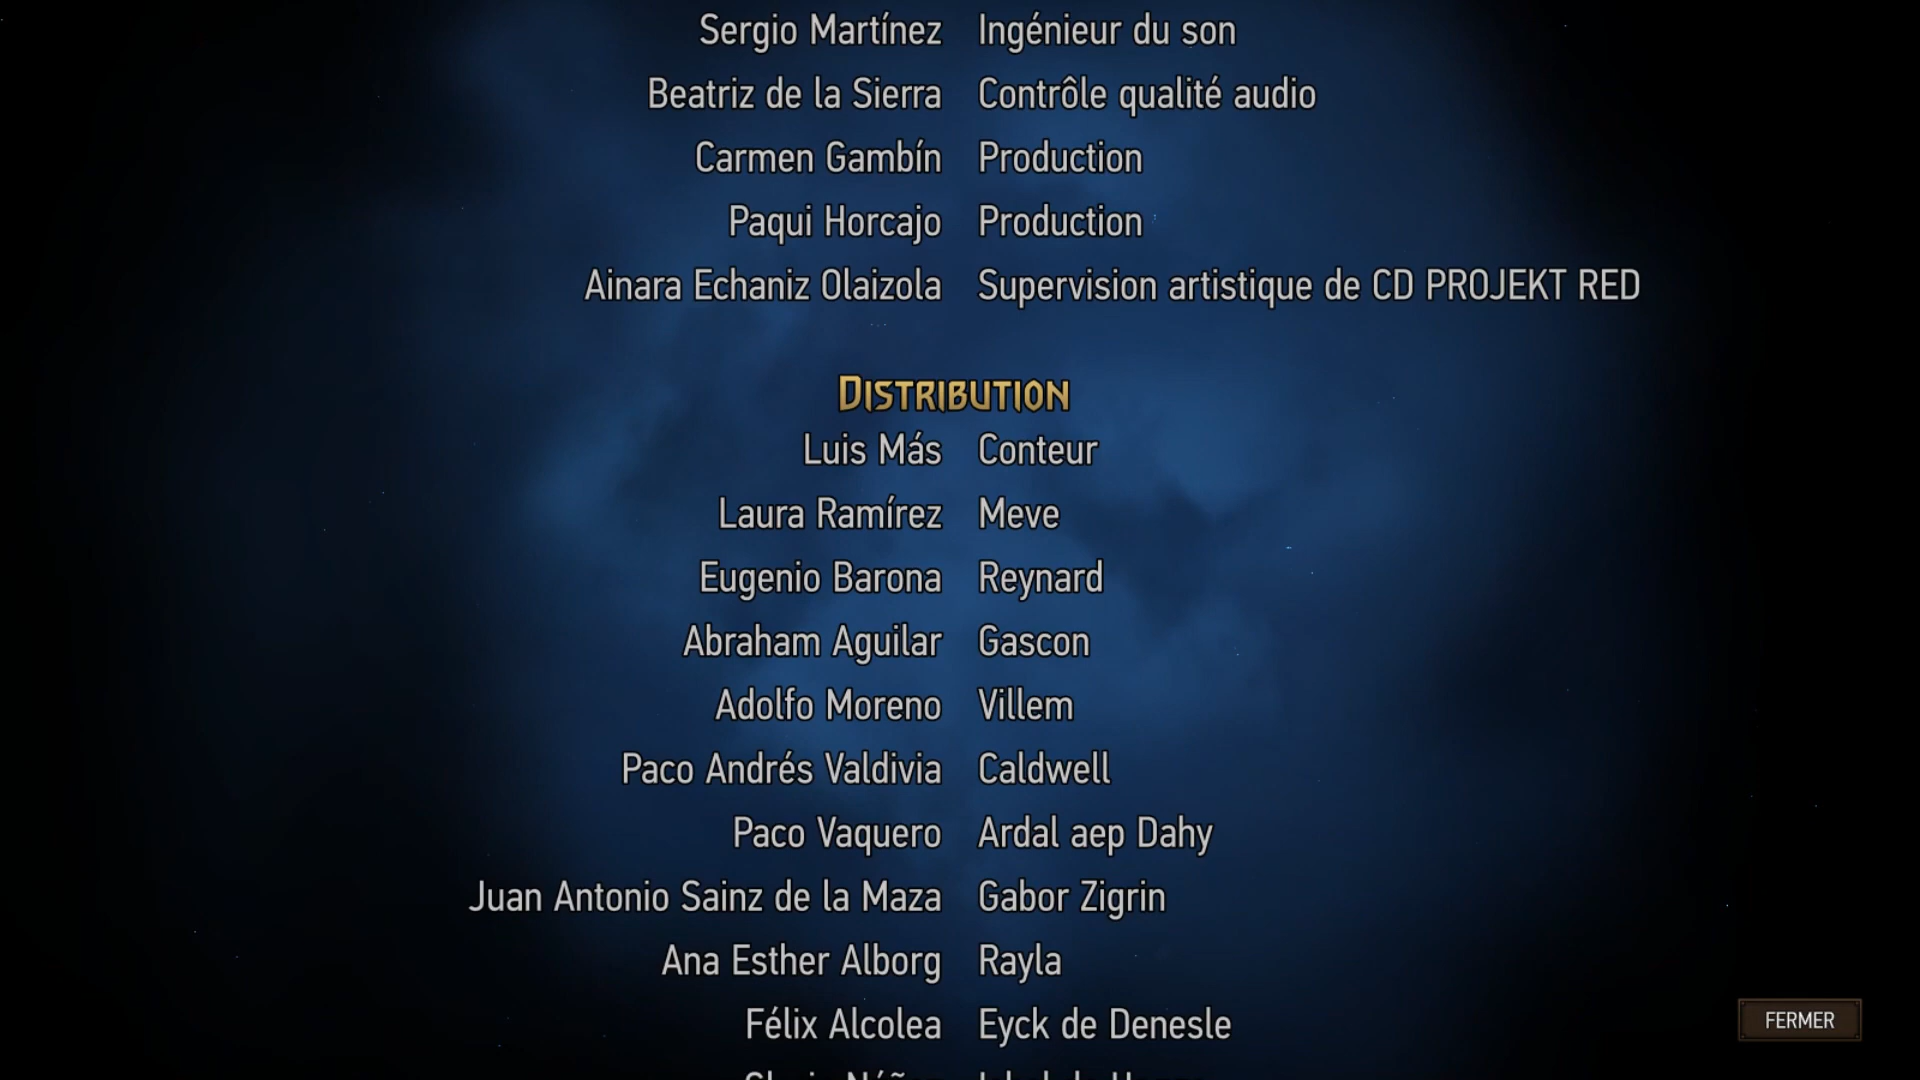 Sergio Martínez Ingénieur du son
Beatriz de la Sierra Contrôle qualité audio
Carmen Gambín Production
Paqui Horcajo Production
Ainara Echaniz Olaizola Supervision artistique de CD PROJEKT RED
DISTRIBUTION
Luis Más Conteur
Laura Ramírez Meve
Eugenio Barona Reynard
Abraham Aguilar Gascon
Adolfo Moreno Villem
Paco Andrés Valdivia Caldwell
Paco Vaquero Ardal aep Dahy
Juan Antonio Sainz de la Maza Gabor Zigrin
Ana Esther Alborg Rayla
Félix Alcolea Eyck de Denesle
FERMER